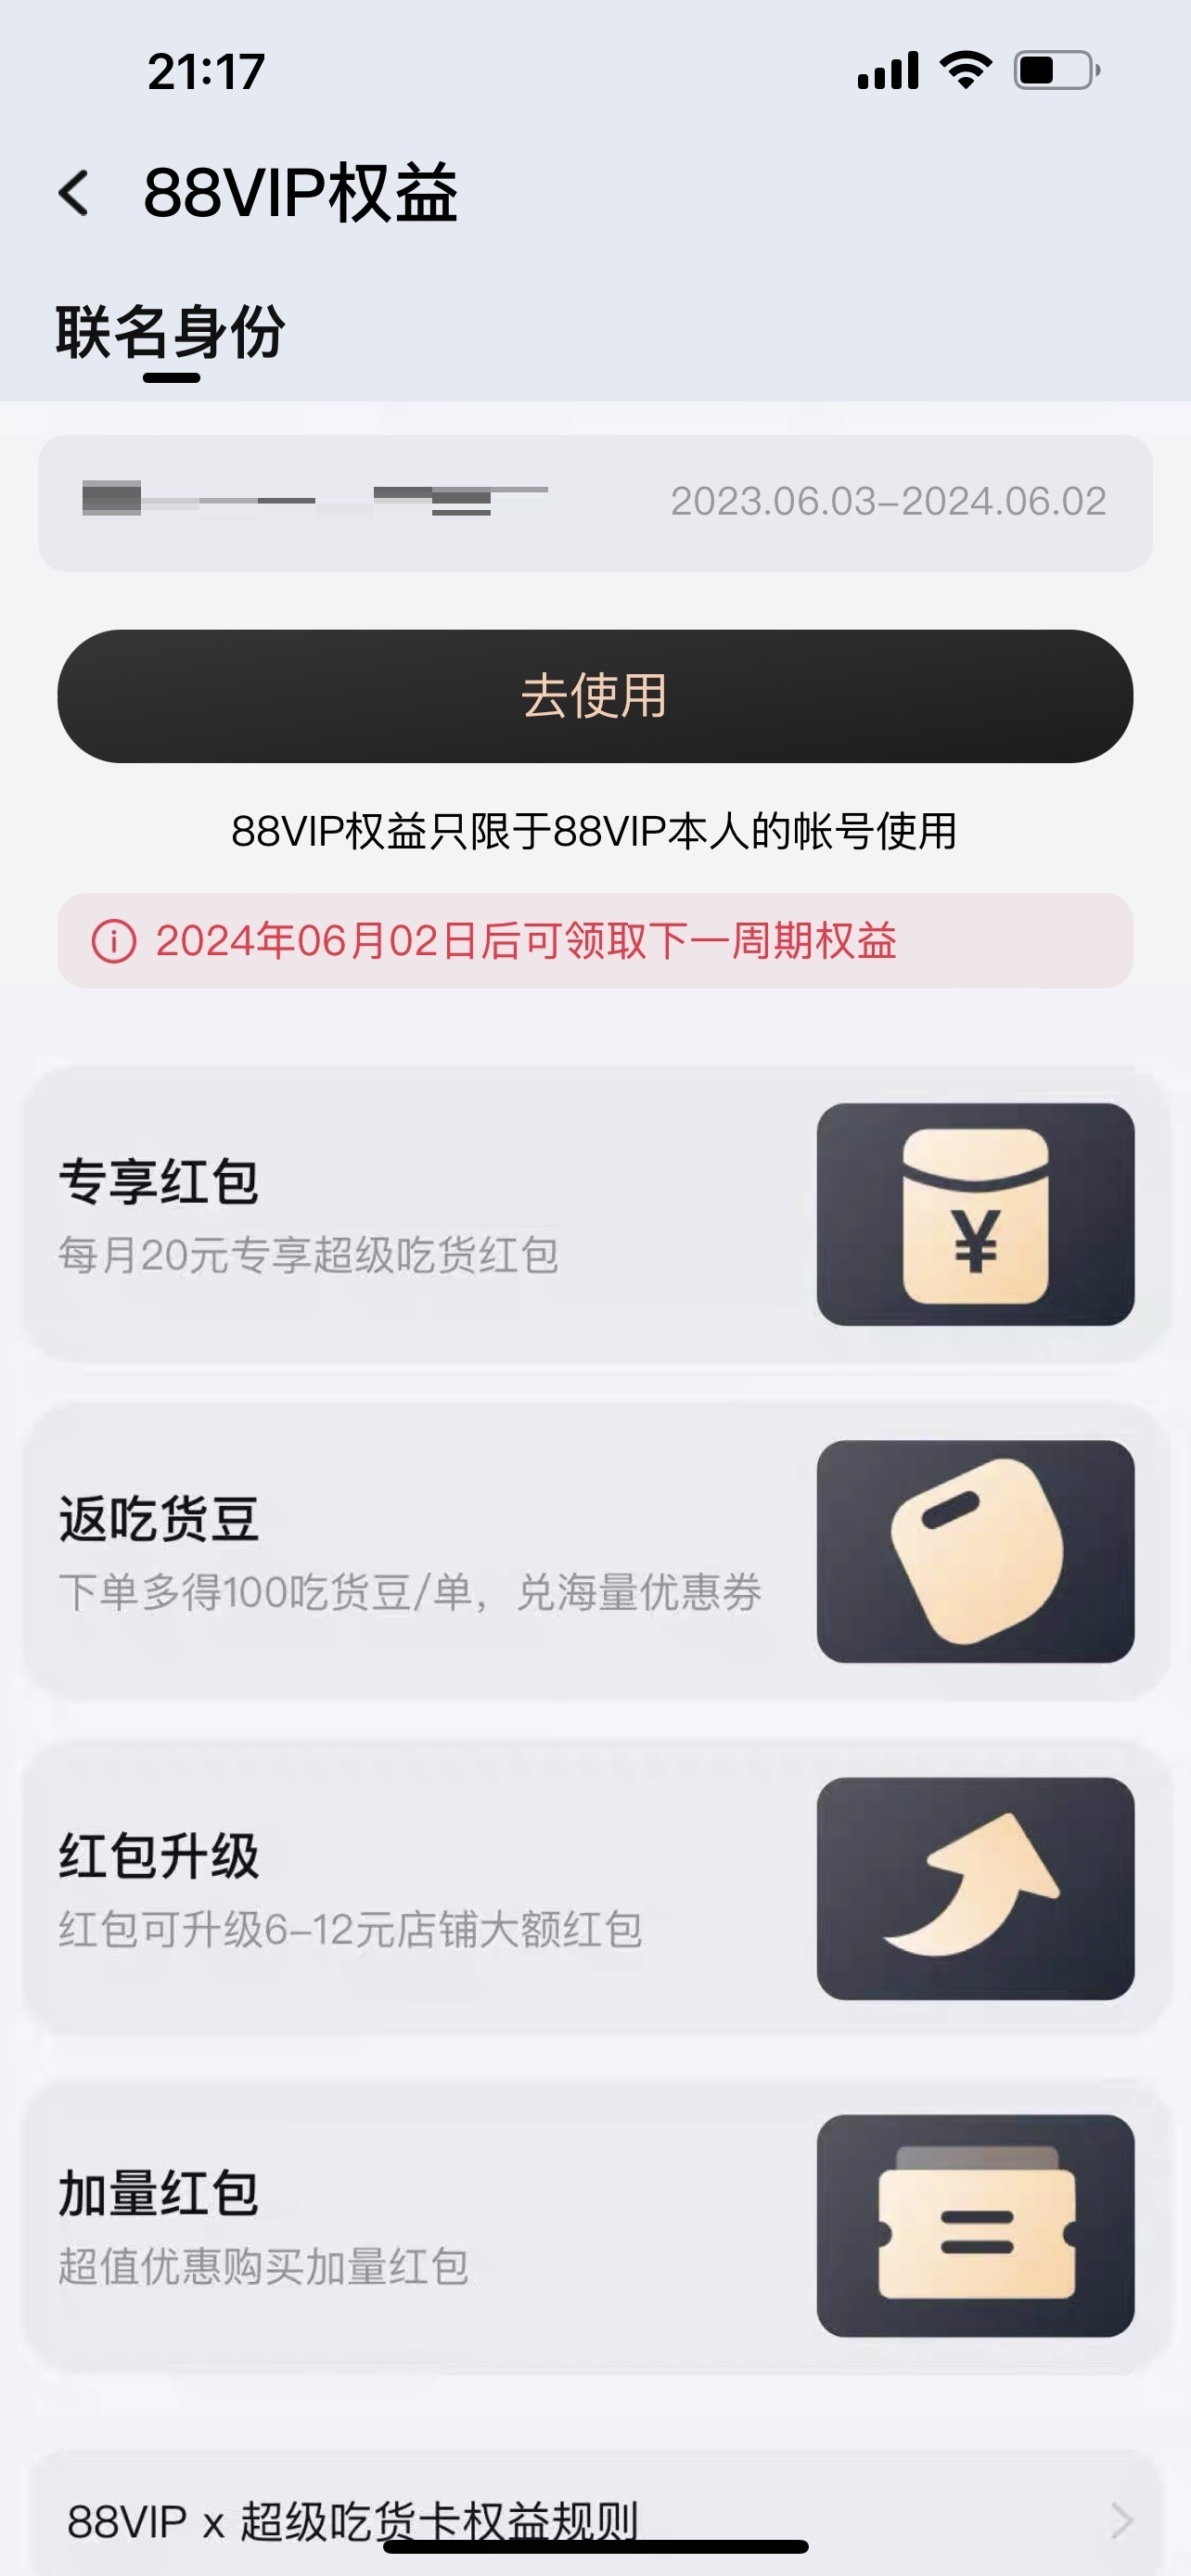 21:17
88VIP权益
联名身份
2023.06.03-2024.06.02
去使用
88VIP权益只限于88VIP本人的帐号使用
2024年06月02日后可领取下一周期权益
专享红包
每月20元专享超级吃货红包
¥
返吃货豆
下单多得100吃货豆/单，兑海量优惠券
红包升级
红包可升级6-12元店铺大额红包
加量红包
超值优惠购买加量红包
88VIP x 超级吃货卡权益规则